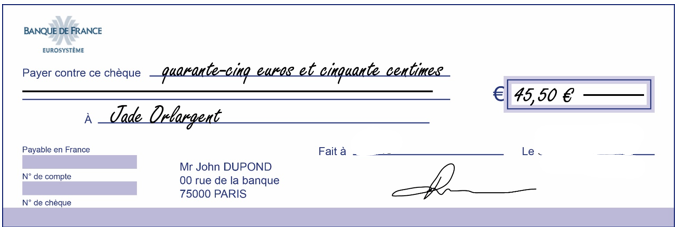 BANQUE DE FRANCE
EUROSYSTÈME
Payer contre ce chèque quarante-cinq euros et cinquante centimes
€ 45,50 €
À Jade Orlargent
Payable en France
Fait à Le
N° de compte
N° de chèque
Mr John DUPOND
00 rue de la banque
75000 PARIS